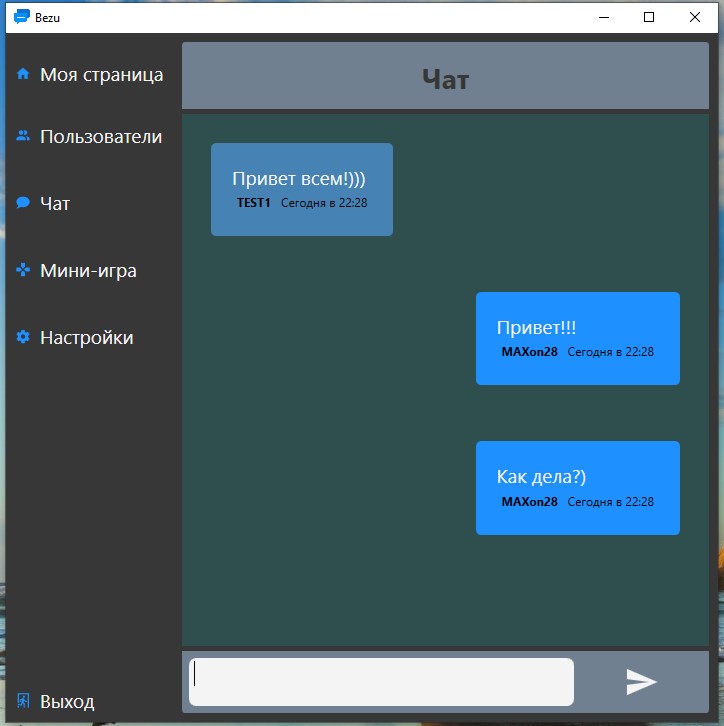 Bezu
Моя страница
Пользователи
Чат
Мини-игра
Настройки
Выход
Чат
Привет всем!)))
TEST1 Сегодня в 22:28
Привет!!!
MAXon28 Сегодня в 22:28
Как дела?)
MAXon28 Сегодня в 22:28